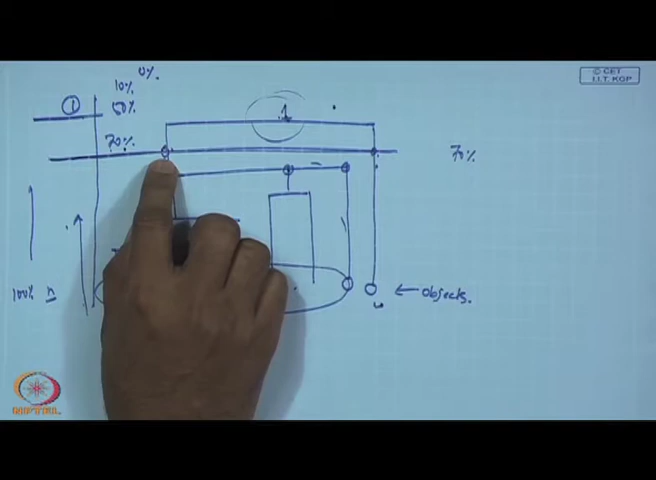 © CET
I.I.T. KGP
0%.
10%
1
50%.
1
70%.
70%
100% n
← objects.
NPTEL